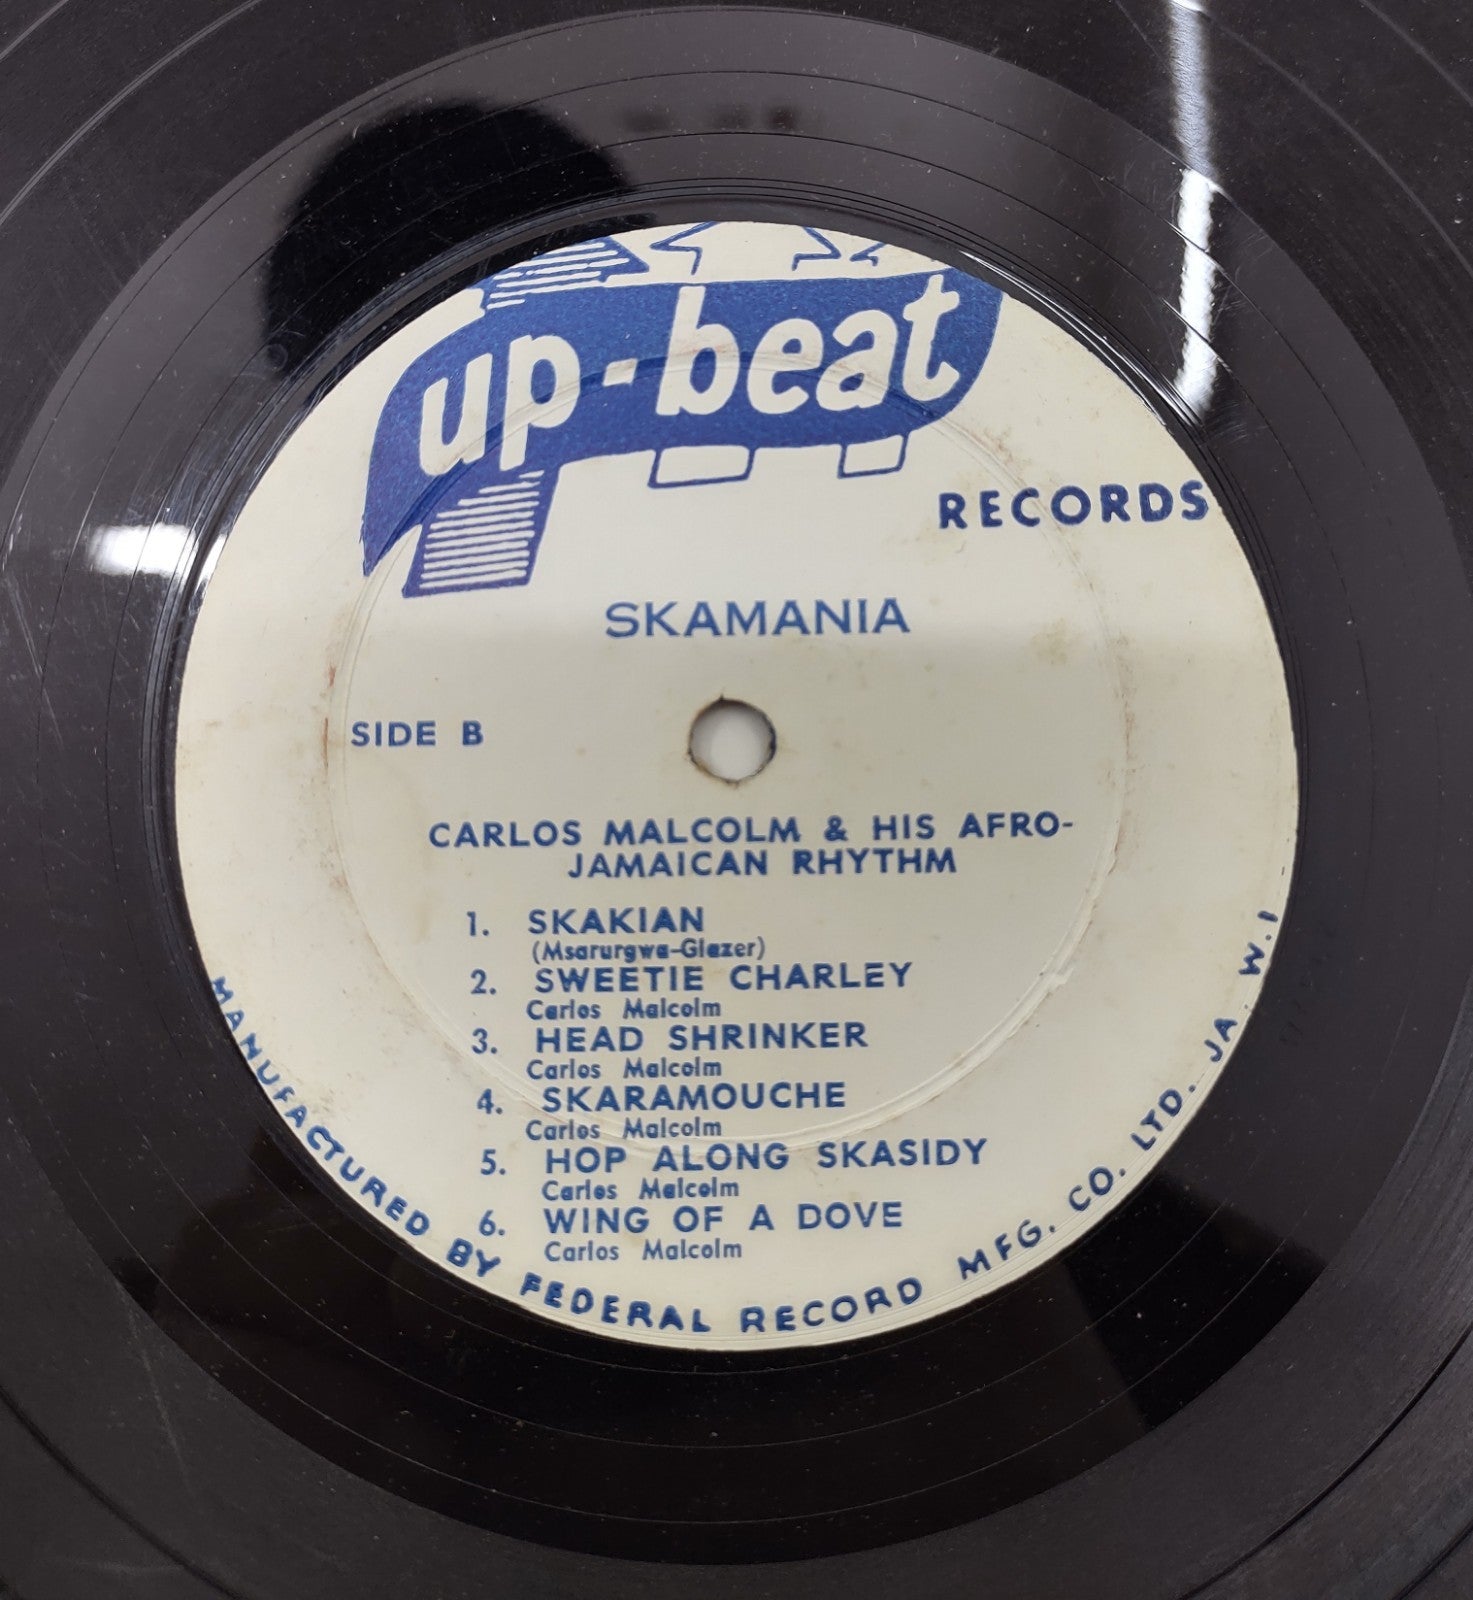 up-beat
RECORDS
SKAMANIA
SIDE B
CARLOS MALCOLM & HIS AFRO-
JAMAICAN RHYTHM
1. SKAKIAN
(Msarurgwa-Glazer)
2. SWEETIE CHARLEY
Carlos Malcolm
3. HEAD SHRINKER
Carlos Malcolm
4. SKARAMOUCHE
Carlos Malcolm
5. HOP ALONG SKASIDY
Carlos Malcolm
6. WING OF A DOVE
Carlos Malcolm
MANUFACTURED BY FEDERAL RECORD MFG. CO. LTD. JA. W.I